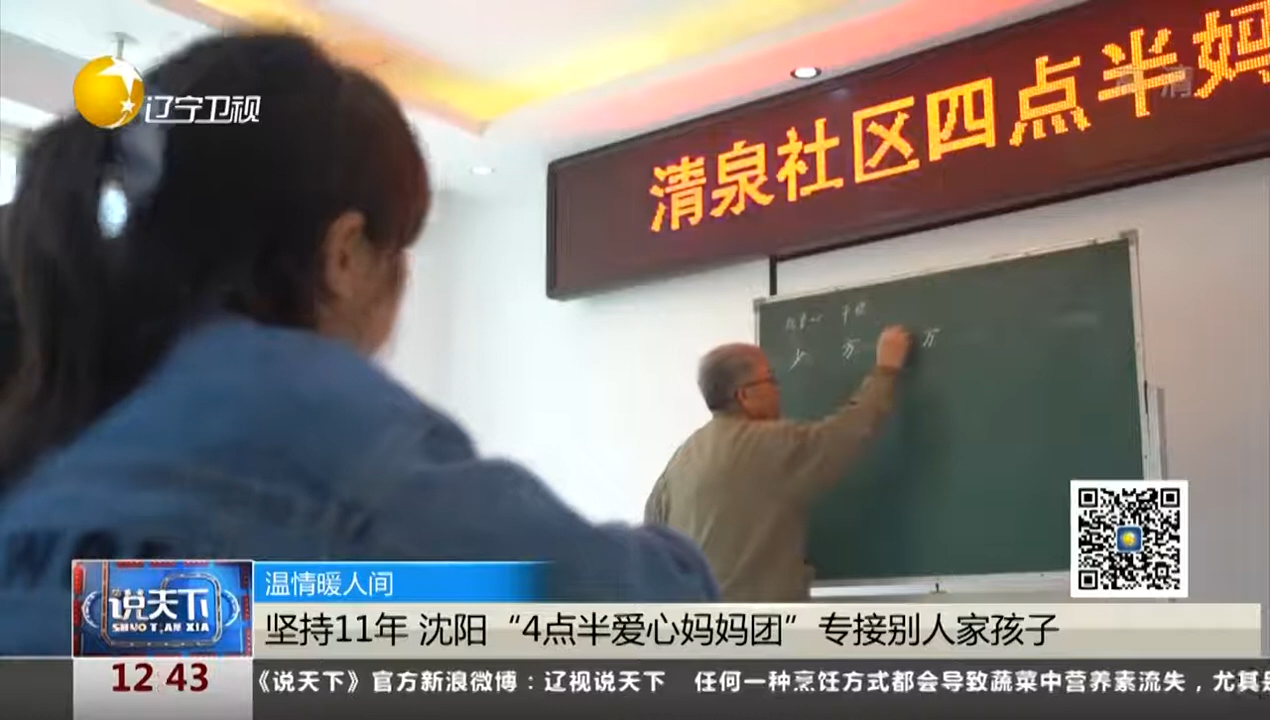 辽宁卫视
清泉社区四点半妈
万 万
温情暖人间
说天下
SHUO TIAN XIA
坚持11年 沈阳“4点半爱心妈妈团”专接别人家孩子
12:43
《说天下》官方新浪微博：辽视说天下 任何一种烹饪方式都会导致蔬菜中营养素流失，尤其是